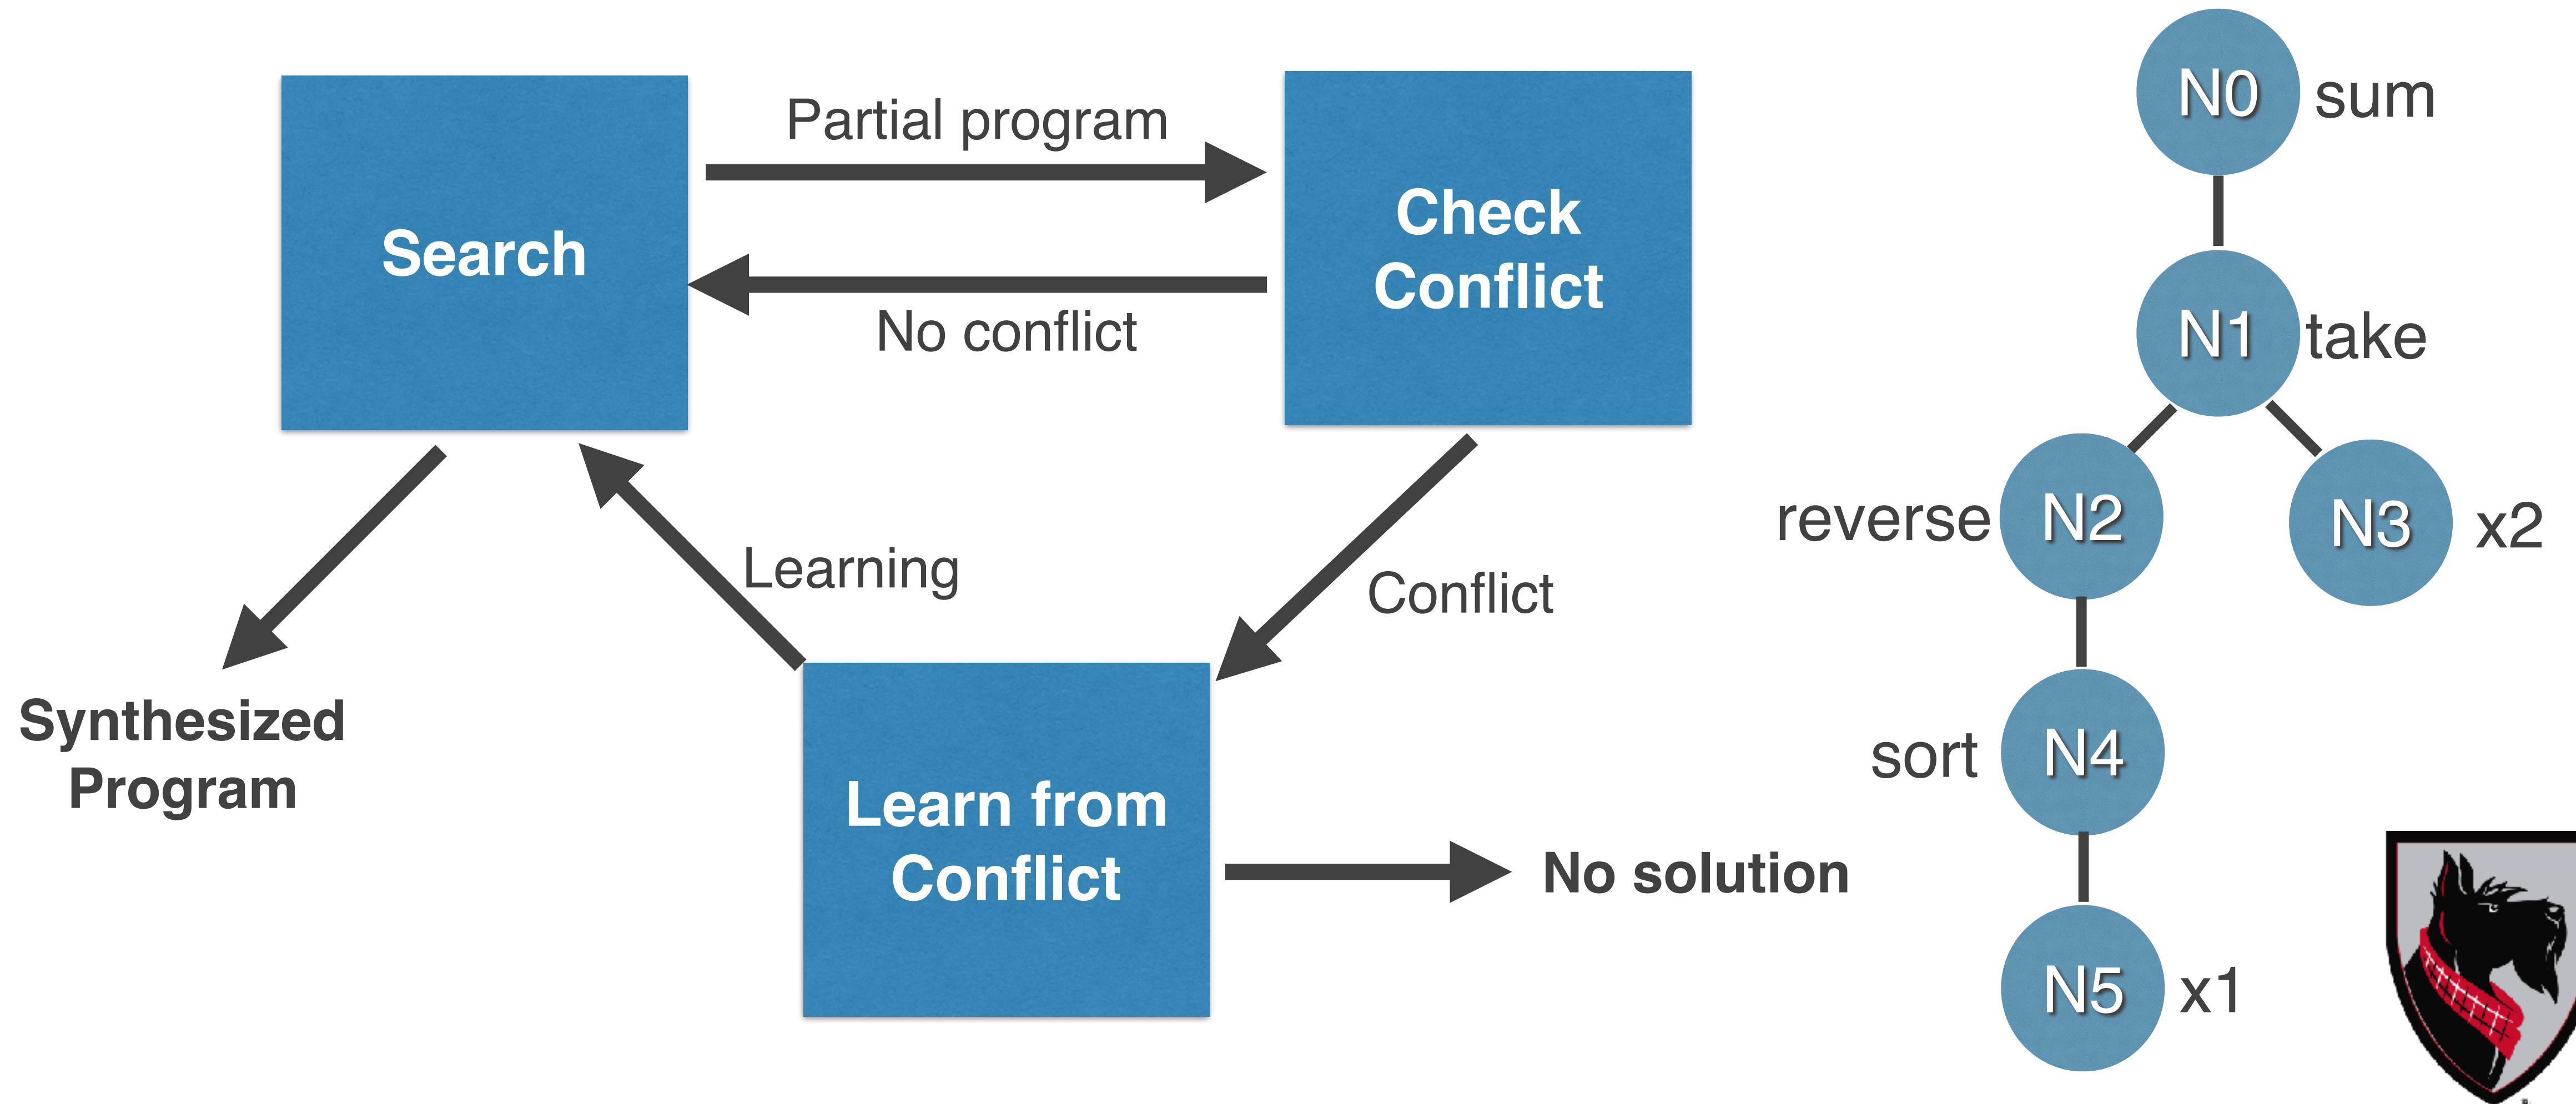 Search
Partial program
No conflict
Check
Conflict
Learning
Conflict
Synthesized
Program
Learn from
Conflict
No solution
N0 sum
N1 take
reverse N2
N3 x2
sort N4
N5 x1